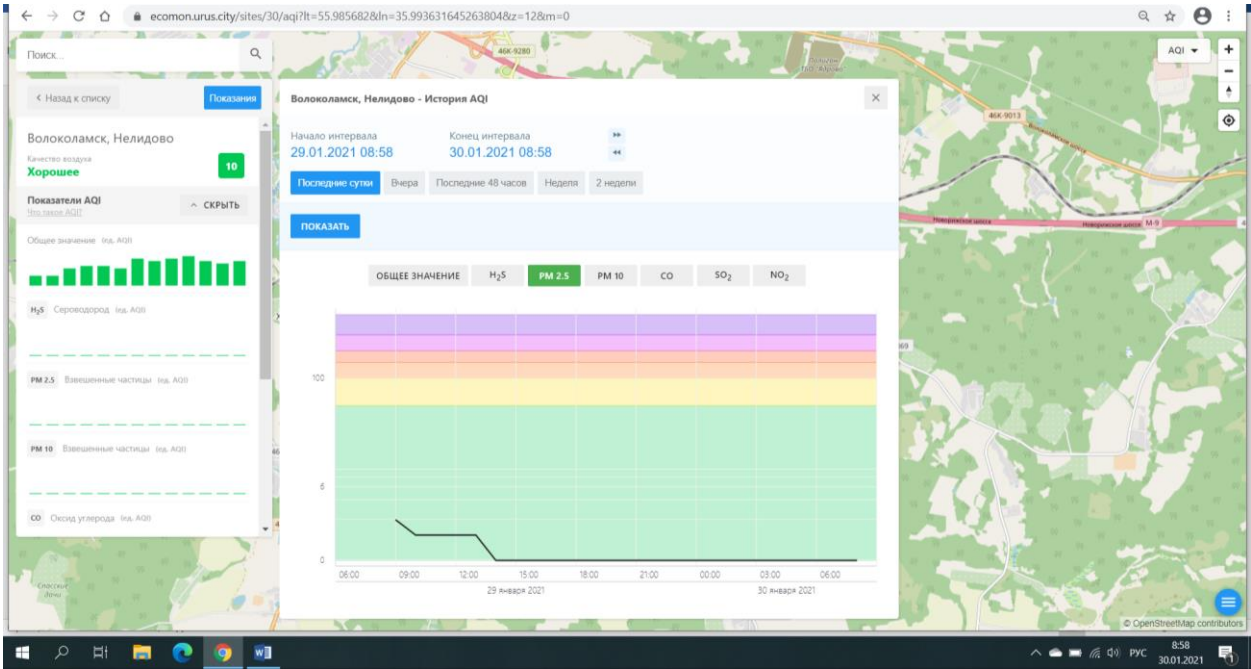 ecomon.urus.city/sites/30/aqi?lt=55.985682&ln=35.993631645263804&z=12&m=0
Поиск...
46К-9280
AQI
Назад к списку
Показания
Волоколамск, Нелидово - История AQI
46К-9013
Волоколамское шоссе
Волоколамск, Нелидово
Качество воздуха
Хорошее
10
Начало интервала
Конец интервала
29.01.2021 08:58
30.01.2021 08:58
Последние сутки
Вчера
Последние 48 часов
Неделя
2 недели
Показатели AQI
Что такое AQI?
СКРЫТЬ
ПОКАЗАТЬ
Новорижское шоссе
Новорижское шоссе
М-9
Общее значение (ед. AQI)
ОБЩЕЕ ЗНАЧЕНИЕ
H2S
PM 2.5
PM 10
CO
SO2
NO2
H2S Сероводород (ед. AQI)
PM 2.5 Взвешенные частицы (ед. AQI)
PM 10 Взвешенные частицы (ед. AQI)
CO Оксид углерода (ед. AQI)
100
6
0
06:00
09:00
12:00
15:00
18:00
21:00
00:00
03:00
06:00
29 января 2021
30 января 2021
© OpenStreetMap contributors
РУС
8:58
30.01.2021